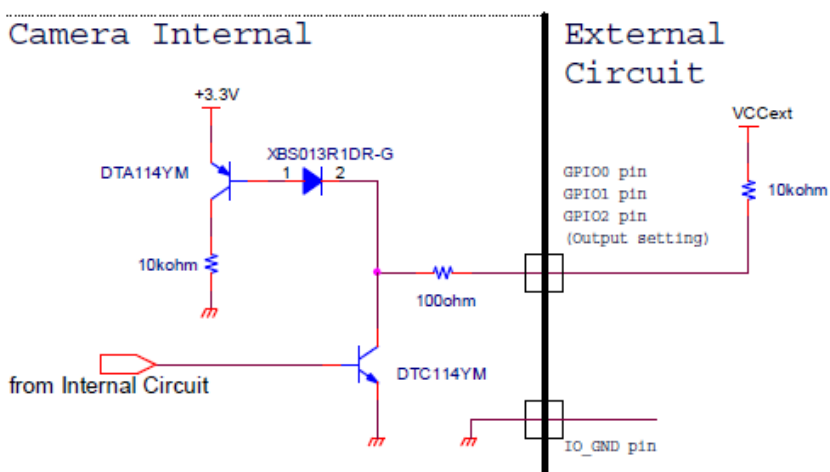 Camera Internal
External
Circuit
+3.3V
VCCext
XBS013R1DR-G
DTA114YM
1
2
GPIO0 pin
GPIO1 pin
GPIO2 pin
(Output setting)
10kohm
10kohm
100ohm
from Internal Circuit
DTC114YM
IO_GND pin